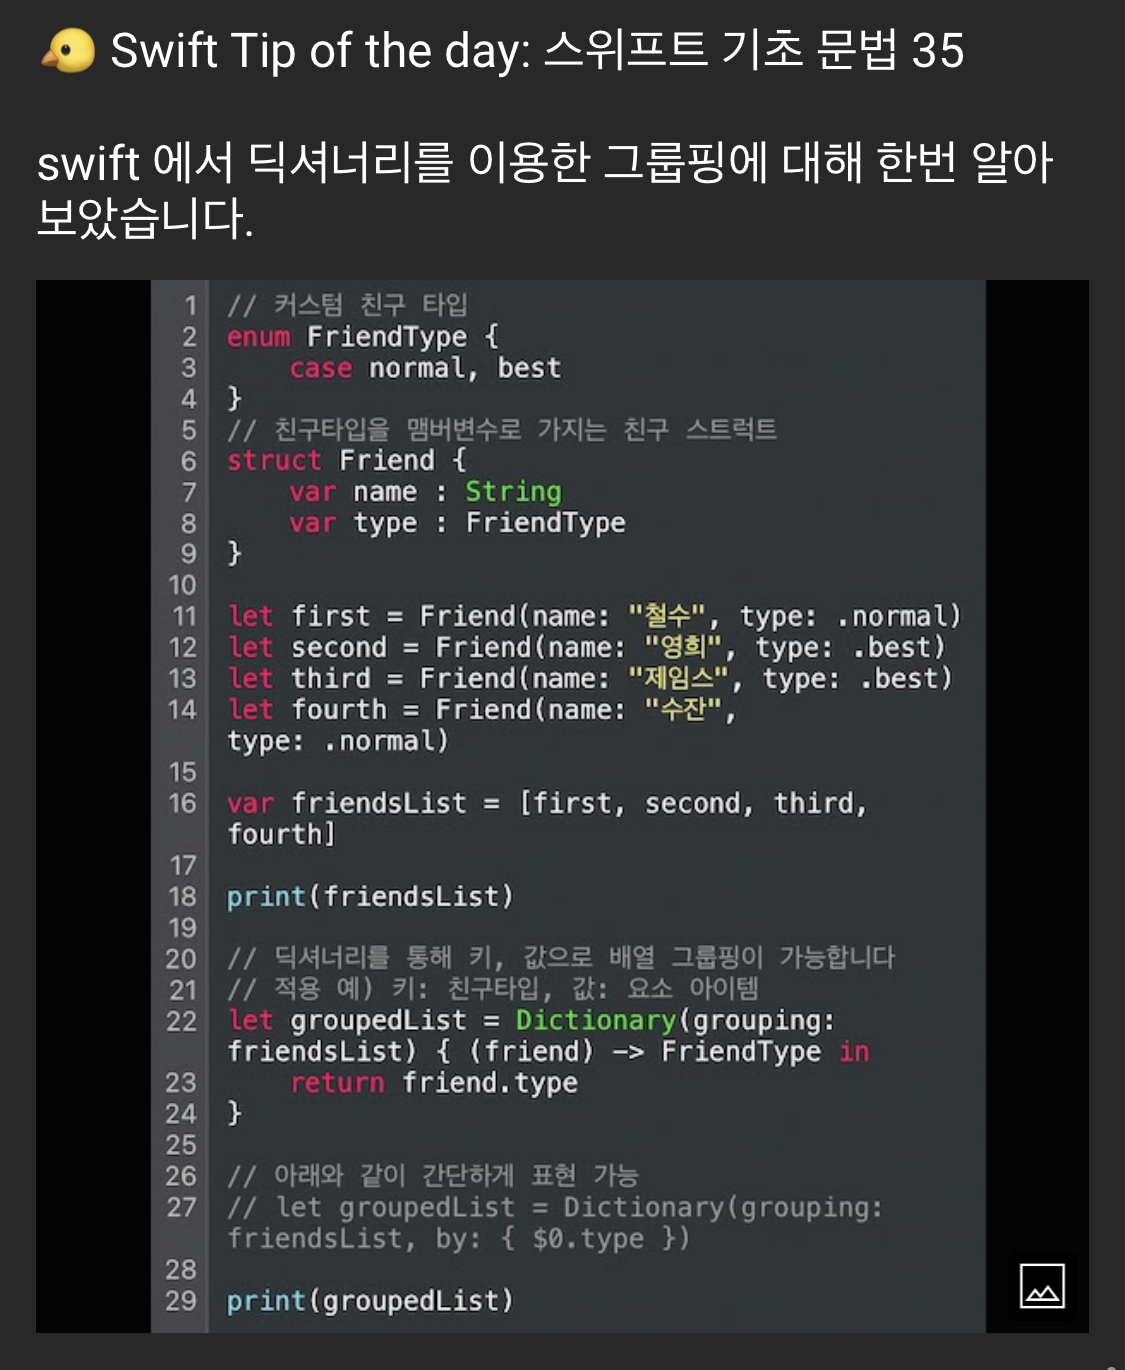 🐤 Swift Tip of the day: 스위프트 기초 문법 35
swift 에서 딕셔너리를 이용한 그룹핑에 대해 한번 알아
보았습니다.
1 // 커스텀 친구 타입
2 enum FriendType {
3     case normal, best
4 }
5 // 친구타입을 맴버변수로 가지는 친구 스트럭트
6 struct Friend {
7     var name : String
8     var type : FriendType
9 }
10
11 let first = Friend(name: "철수", type: .normal)
12 let second = Friend(name: "영희", type: .best)
13 let third = Friend(name: "제임스", type: .best)
14 let fourth = Friend(name: "수잔",
type: .normal)
15
16 var friendsList = [first, second, third,
fourth]
17
18 print(friendsList)
19
20 // 딕셔너리를 통해 키, 값으로 배열 그룹핑이 가능합니다
21 // 적용 예) 키: 친구타입, 값: 요소 아이템
22 let groupedList = Dictionary(grouping:
friendsList) { (friend) -> FriendType in
23     return friend.type
24 }
25
26 // 아래와 같이 간단하게 표현 가능
27 // let groupedList = Dictionary(grouping:
friendsList, by: { $0.type })
28
29 print(groupedList)